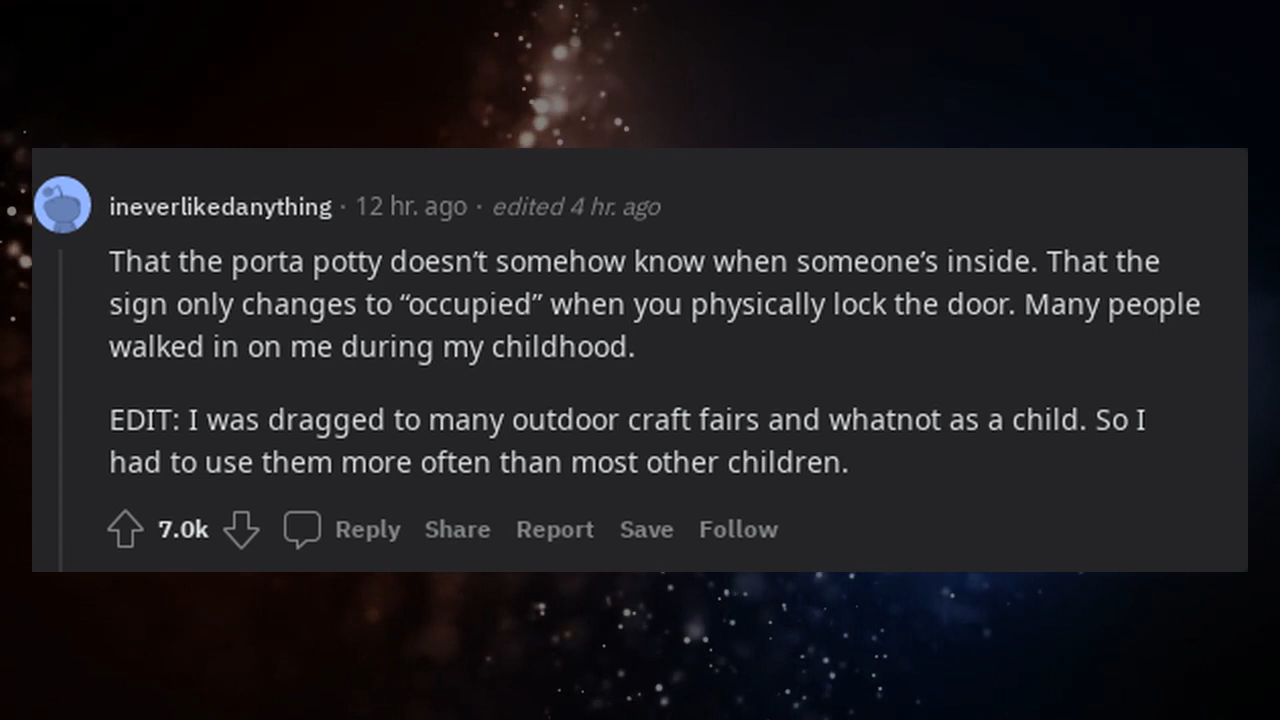 ineverlikedanything · 12 hr. ago · edited 4 hr. ago
That the porta potty doesn’t somehow know when someone’s inside. That the
sign only changes to “occupied” when you physically lock the door. Many people
walked in on me during my childhood.
EDIT: I was dragged to many outdoor craft fairs and whatnot as a child. So I
had to use them more often than most other children.
7.0k Reply Share Report Save Follow